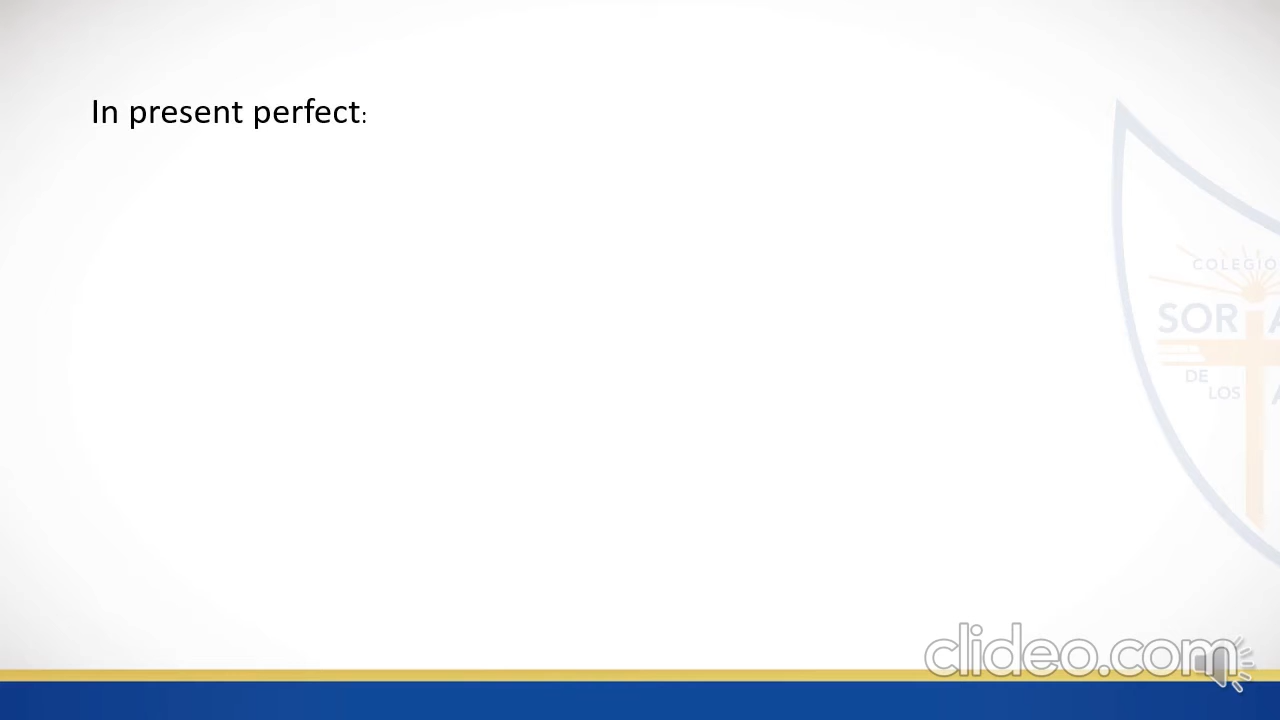 In present perfect:
COLEGIO
SOR
DE
LOS
clideo.com